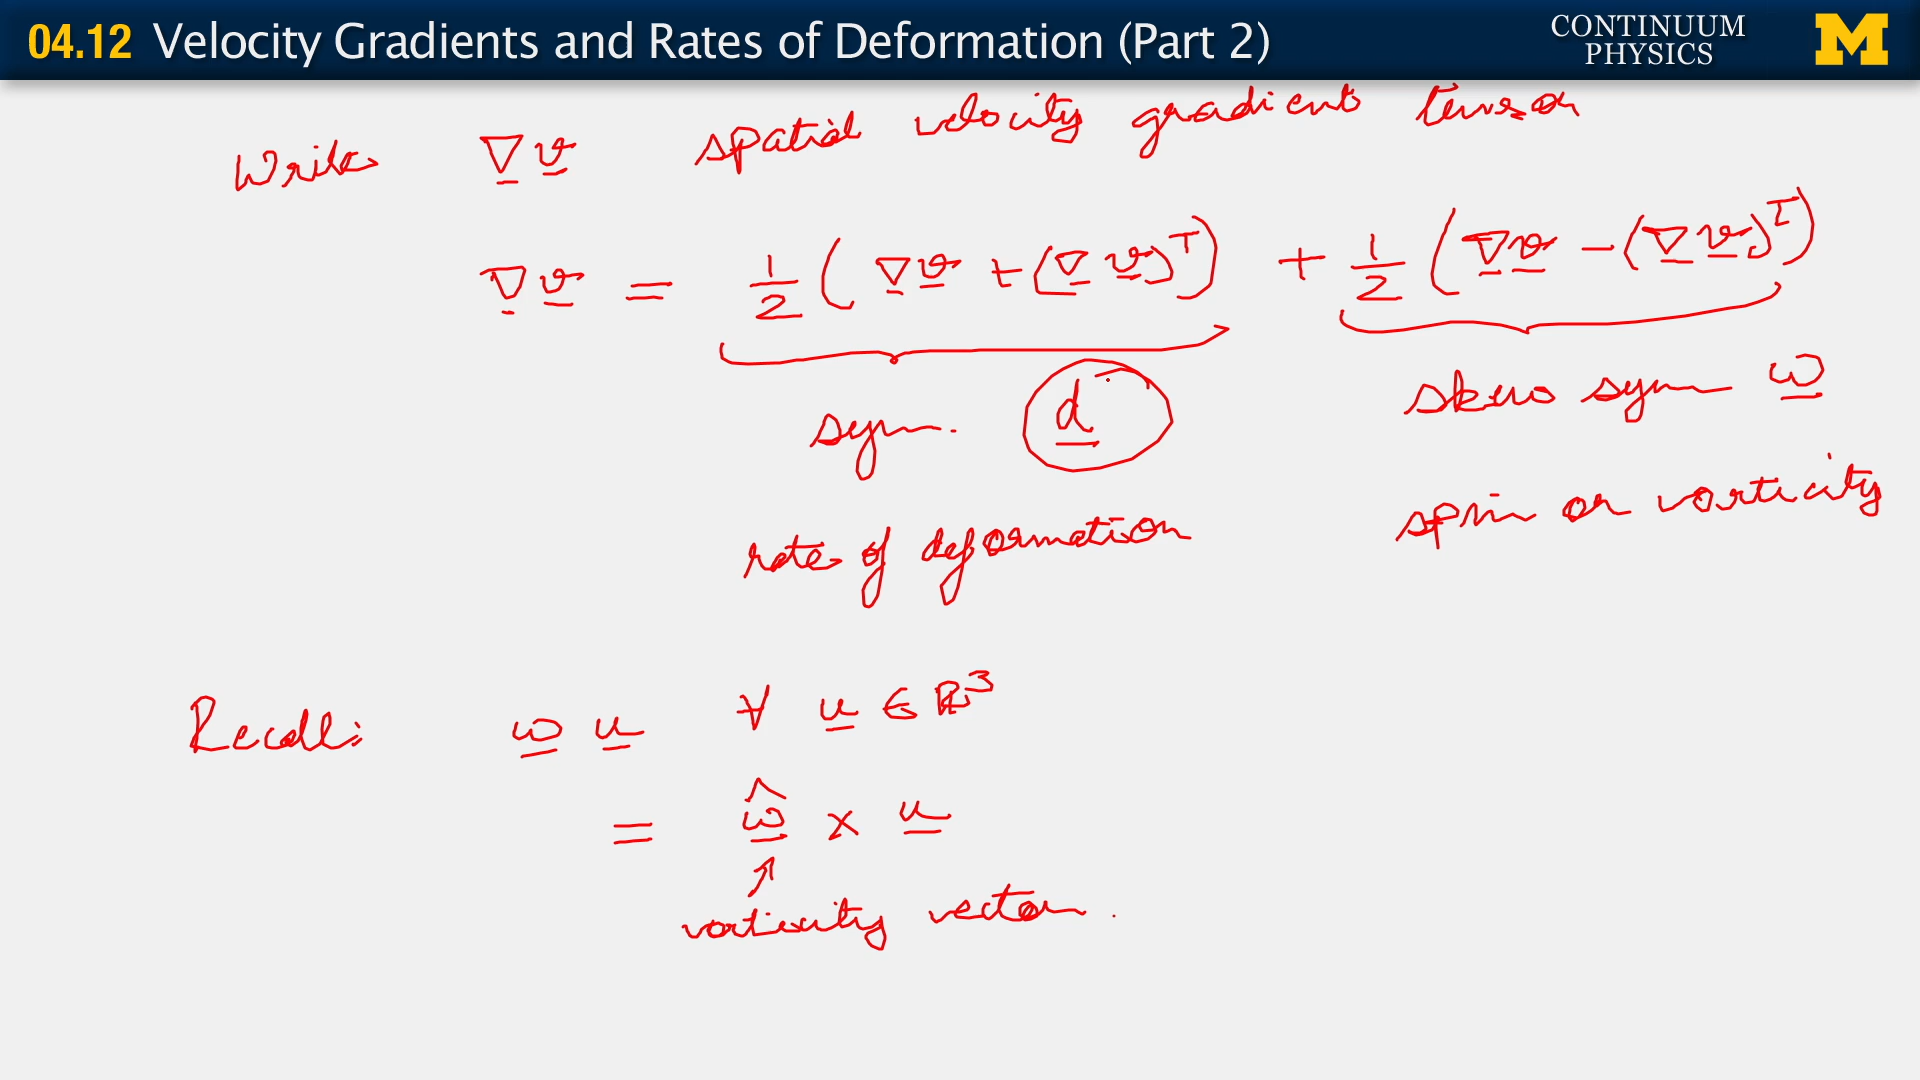 04.12 Velocity Gradients and Rates of Deformation (Part 2)
CONTINUUM PHYSICS
M
Write ∇v spatial velocity gradient tensor
∇v = 1/2 (∇v + (∇v)^T) + 1/2 (∇v − (∇v)^T)
sym. d skew sym ω
rate of deformation spin or vorticity
Recall: ω u ∀ u ∈ ℝ^3
= ω̂ × u
↑
vorticity vector.